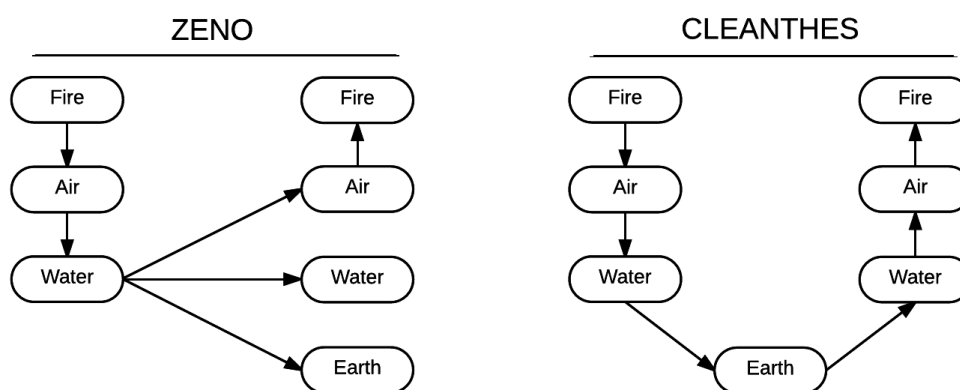 ZENO
Fire
Fire
Air
Air
Water
Water
Earth
CLEANTHES
Fire
Fire
Air
Air
Water
Water
Earth